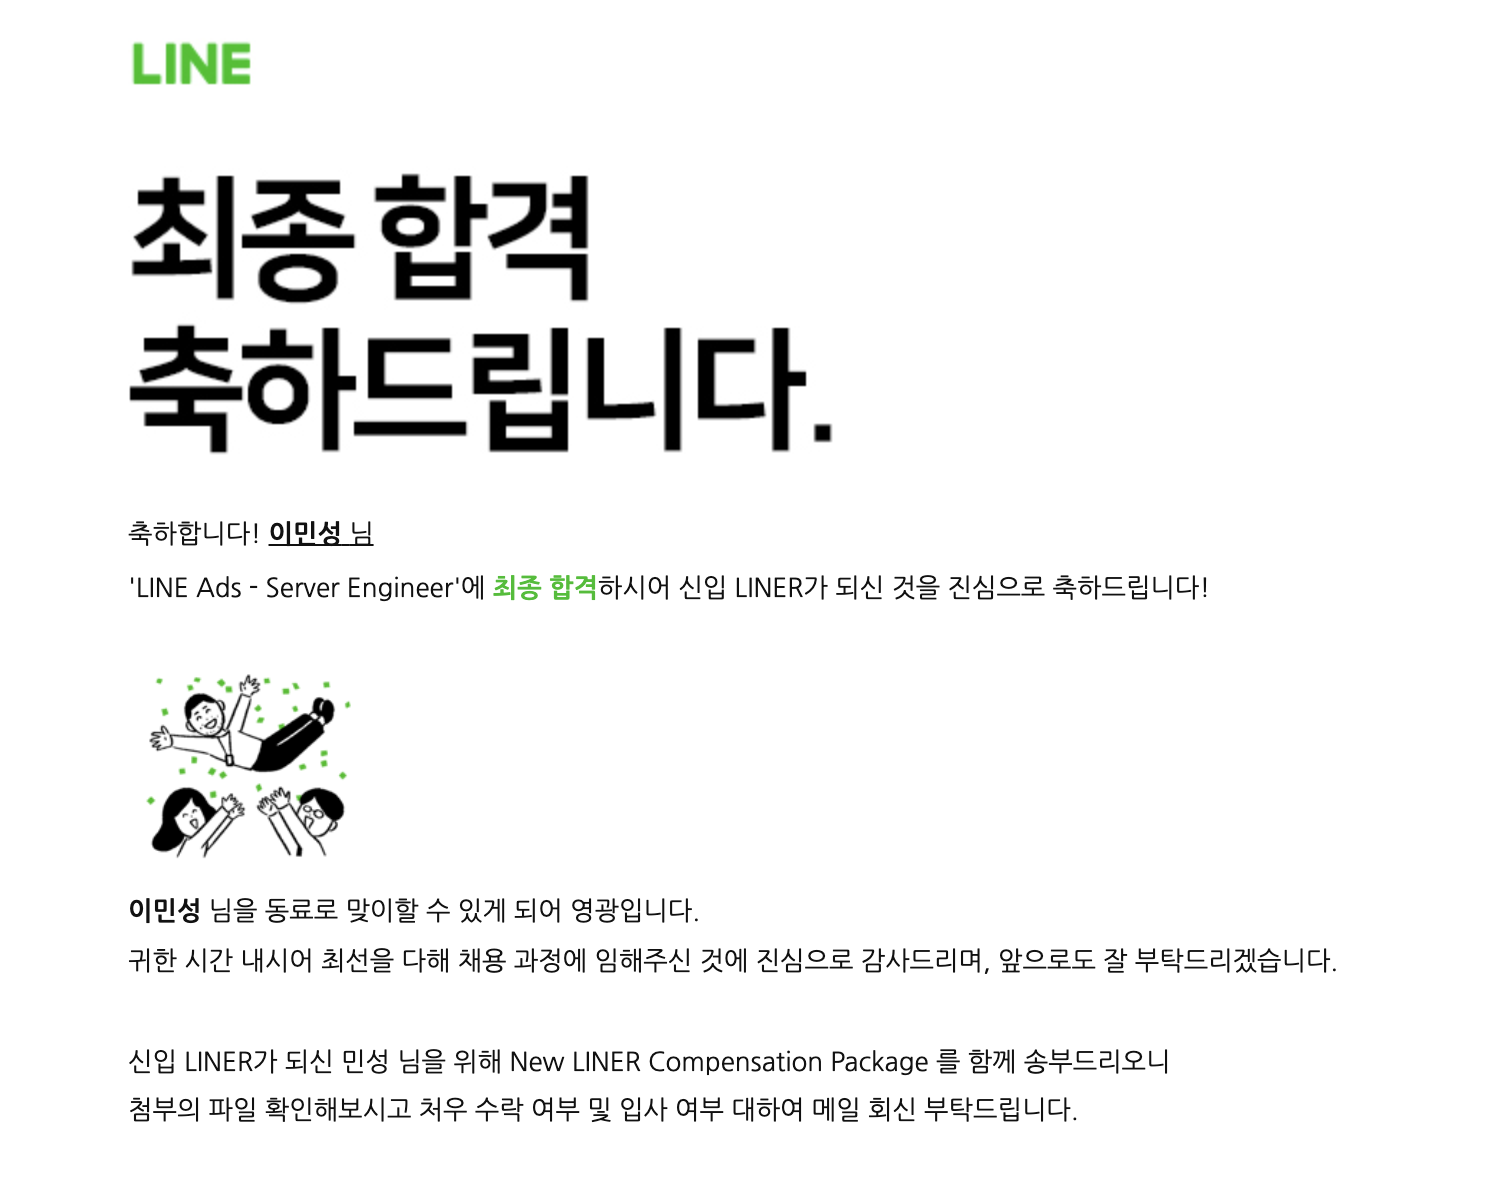 LINE
최종 합격
축하드립니다.
축하합니다! 이민성 님
'LINE Ads - Server Engineer'에 최종 합격하시어 신입 LINER가 되신 것을 진심으로 축하드립니다!
이민성 님을 동료로 맞이할 수 있게 되어 영광입니다.
귀한 시간 내시어 최선을 다해 채용 과정에 임해주신 것에 진심으로 감사드리며, 앞으로도 잘 부탁드리겠습니다.
신입 LINER가 되신 민성 님을 위해 New LINER Compensation Package 를 함께 송부드리오니
첨부의 파일 확인해보시고 처우 수락 여부 및 입사 여부 대하여 메일 회신 부탁드립니다.